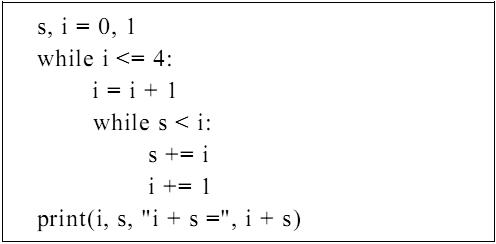 s, i = 0, 1
while i <= 4:
i = i + 1
while s < i:
s += i
i += 1
print(i, s, "i + s =", i + s)